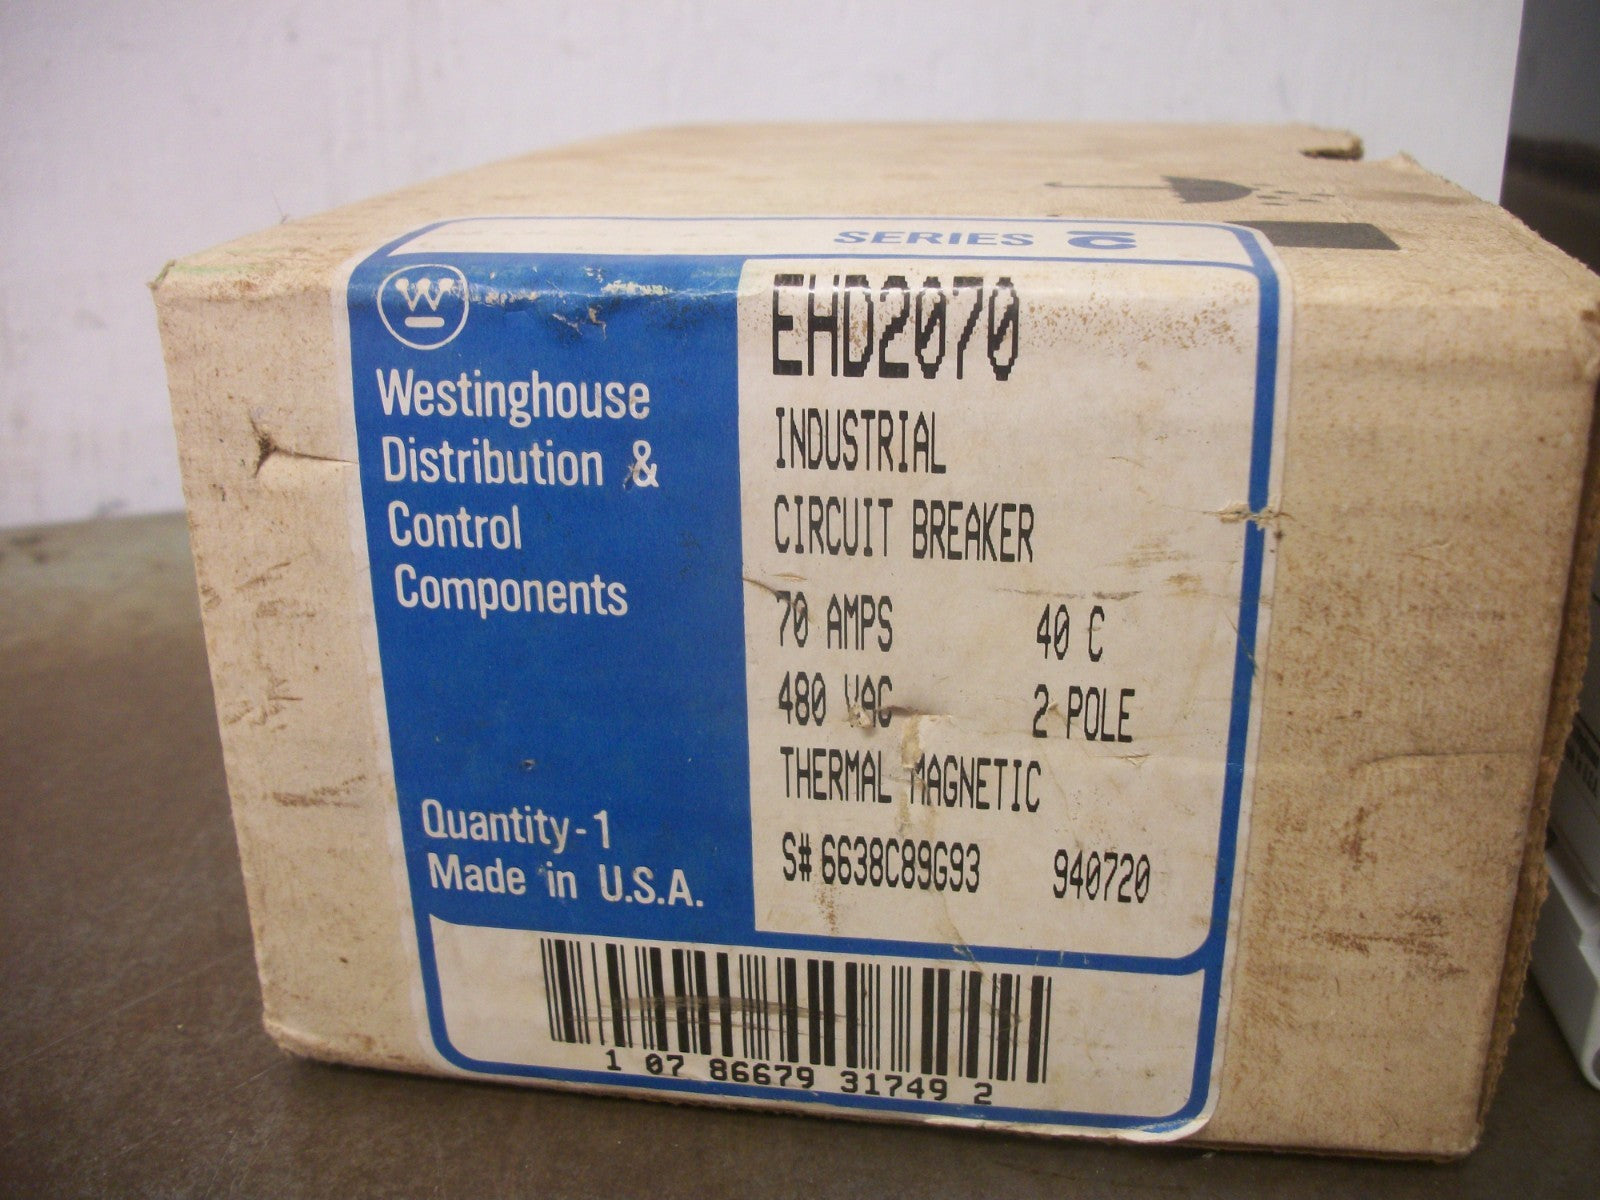 SERIES C
W
Westinghouse
Distribution &
Control
Components
Quantity-1
Made in U.S.A.
EHD2070
INDUSTRIAL
CIRCUIT BREAKER
70 AMPS 40 C
480 VAC 2 POLE
THERMAL MAGNETIC
S# 6638C89G93 940720
1 07 86679 31749 2